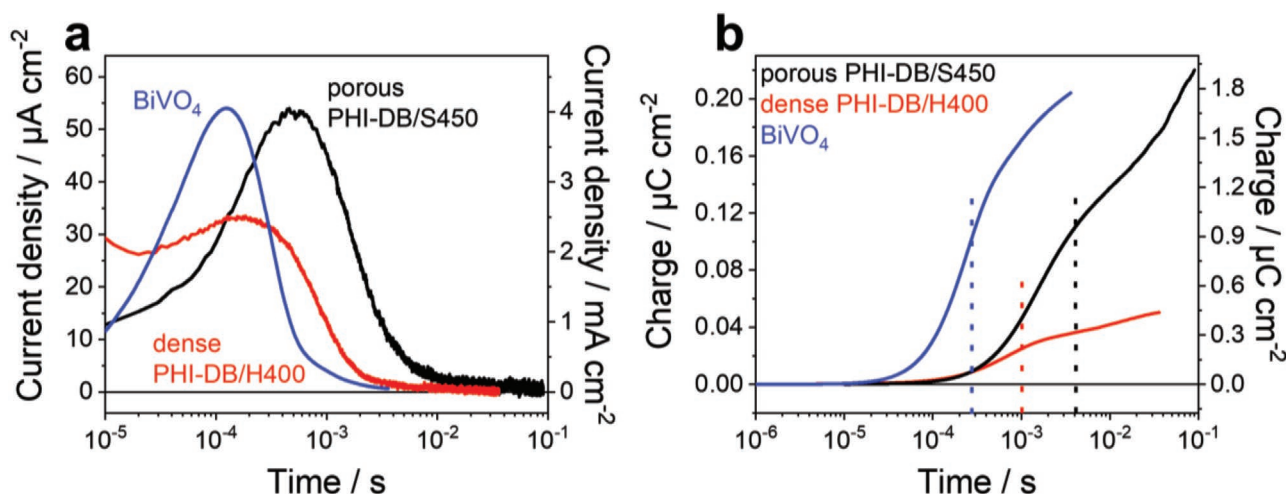 a
Current density / µA cm⁻²
60
50
40
30
20
10
0
BiVO₄
porous
PHI-DB/S450
dense
PHI-DB/H400
4
3
2
1
0
Current density / mA cm⁻²
10⁻⁵
10⁻⁴
10⁻³
10⁻²
10⁻¹
Time / s
b
Charge / µC cm⁻²
0.20
0.16
0.12
0.08
0.04
0.00
porous PHI-DB/S450
dense PHI-DB/H400
BiVO₄
1.8
1.5
1.2
0.9
0.6
0.3
0.0
Charge / µC cm⁻²
10⁻⁶
10⁻⁵
10⁻⁴
10⁻³
10⁻²
10⁻¹
Time / s